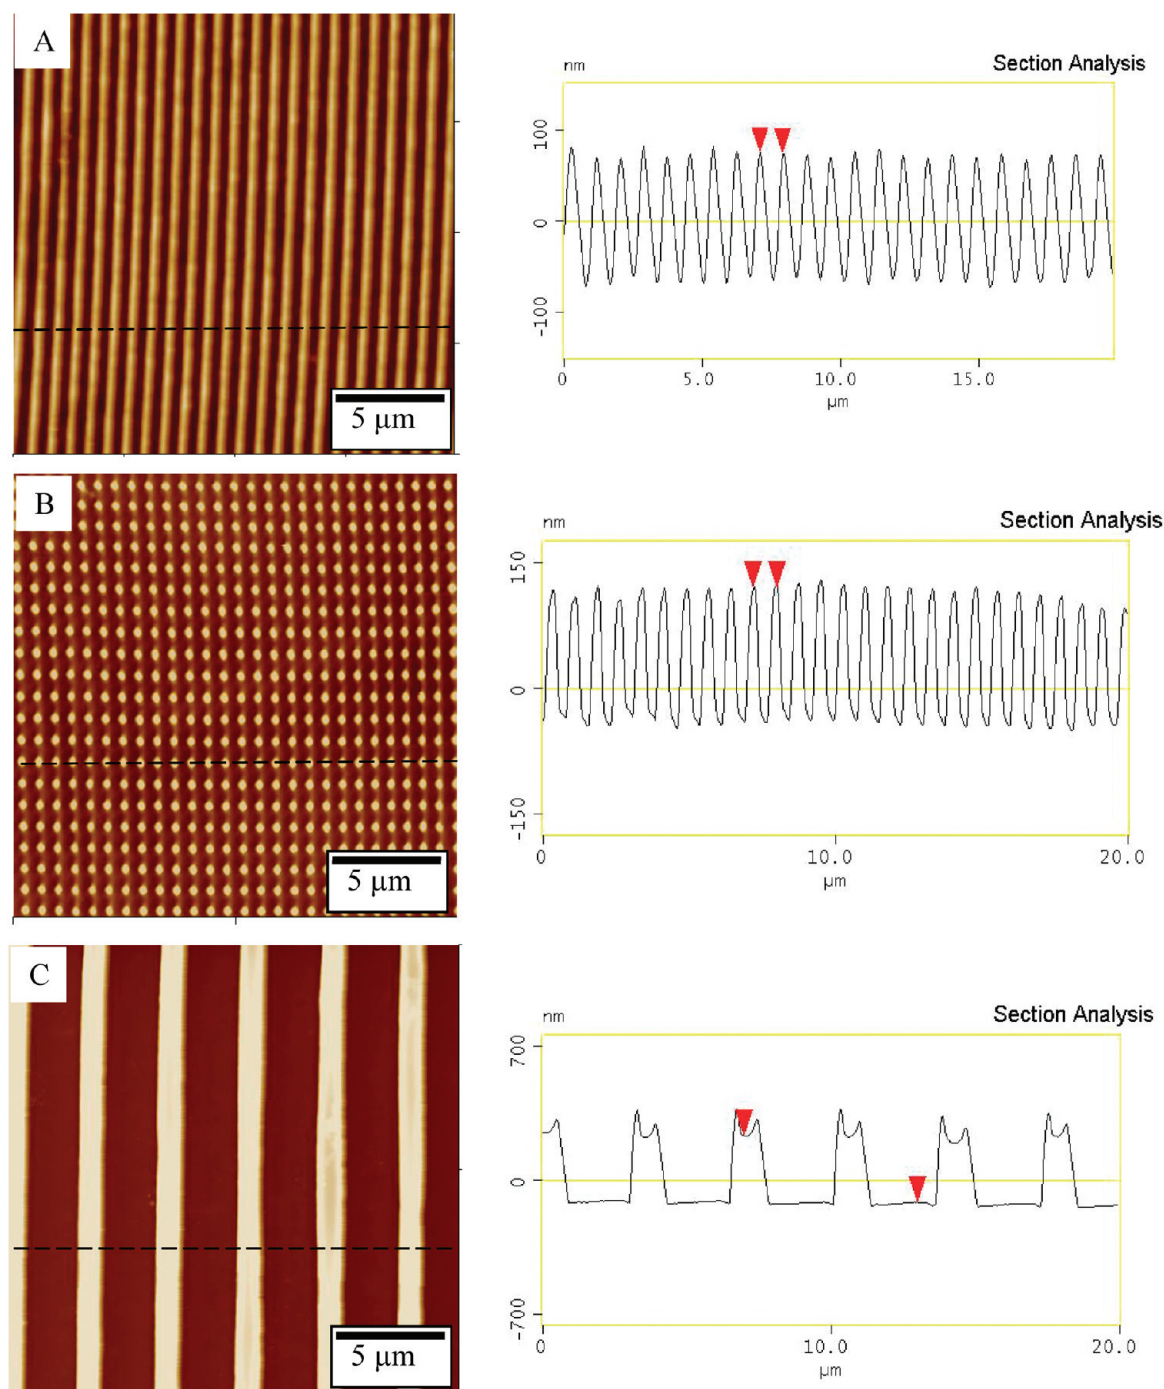 A
5 µm
Section Analysis
nm
100
0
-100
0 5.0 10.0 15.0
µm
B
5 µm
Section Analysis
nm
150
0
-150
0 10.0 20.0
µm
C
5 µm
Section Analysis
nm
700
0
-700
0 10.0 20.0
µm